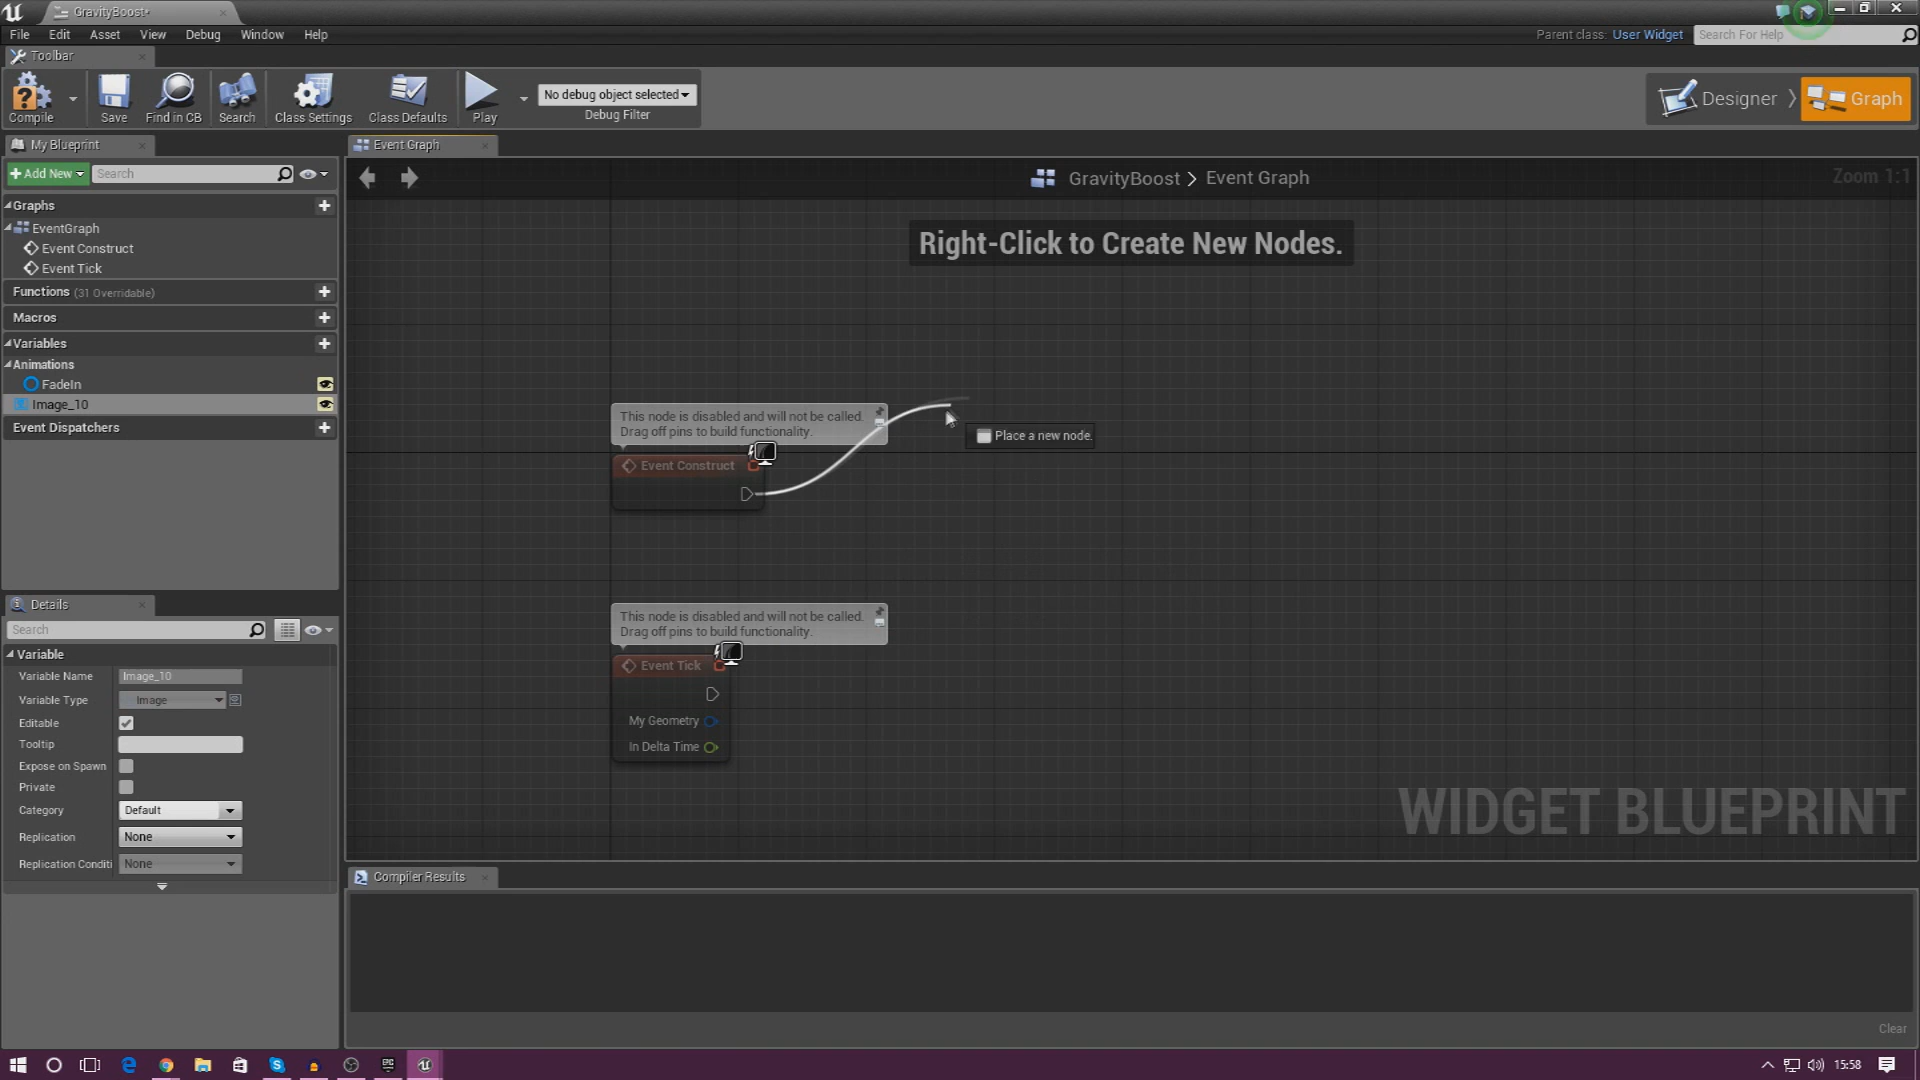 GravityBoost*
File Edit Asset View Debug Window Help
Parent class: User Widget
Search For Help
Toolbar
Compile
Save
Find in CB
Search
Class Settings
Class Defaults
Play
No debug object selected
Debug Filter
Designer
Graph
My Blueprint
Add New
Search
Graphs
EventGraph
Event Construct
Event Tick
Functions (31 Overridable)
Macros
Variables
Animations
FadeIn
Image_10
Event Dispatchers
Event Graph
GravityBoost > Event Graph
Zoom 1:1
Right-Click to Create New Nodes.
This node is disabled and will not be called.
Drag off pins to build functionality.
Event Construct
Place a new node.
This node is disabled and will not be called.
Drag off pins to build functionality.
Event Tick
My Geometry
In Delta Time
WIDGET BLUEPRINT
Details
Search
Variable
Variable Name Image_10
Variable Type Image
Editable
Tooltip
Expose on Spawn
Private
Category Default
Replication None
Replication Conditi None
Compiler Results
Clear
15:58